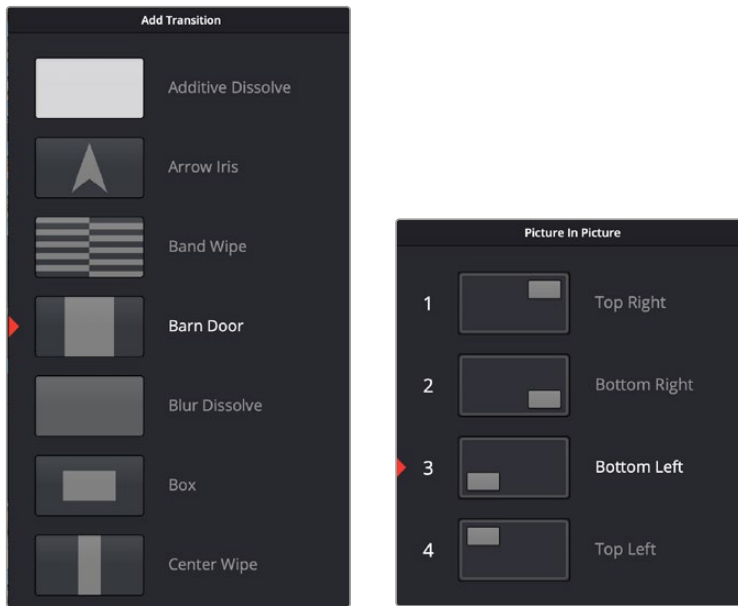 Add Transition
Additive Dissolve
Arrow Iris
Band Wipe
Barn Door
Blur Dissolve
Box
Center Wipe
Picture In Picture
1 Top Right
2 Bottom Right
3 Bottom Left
4 Top Left